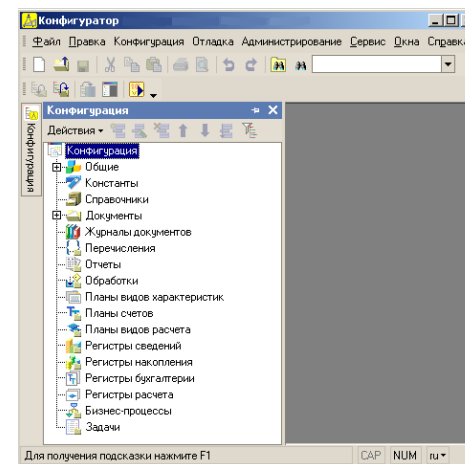 Конфигуратор
Файл Правка Конфигурация Отладка Администрирование Сервис Окна Справка
Конфигурация
Конфигурация
Действия
Конфигурация
Общие
Константы
Справочники
Документы
Журналы документов
Перечисления
Отчеты
Обработки
Планы видов характеристик
Планы счетов
Планы видов расчета
Регистры сведений
Регистры накопления
Регистры бухгалтерии
Регистры расчета
Бизнес-процессы
Задачи
Для получения подсказки нажмите F1 CAP NUM ru